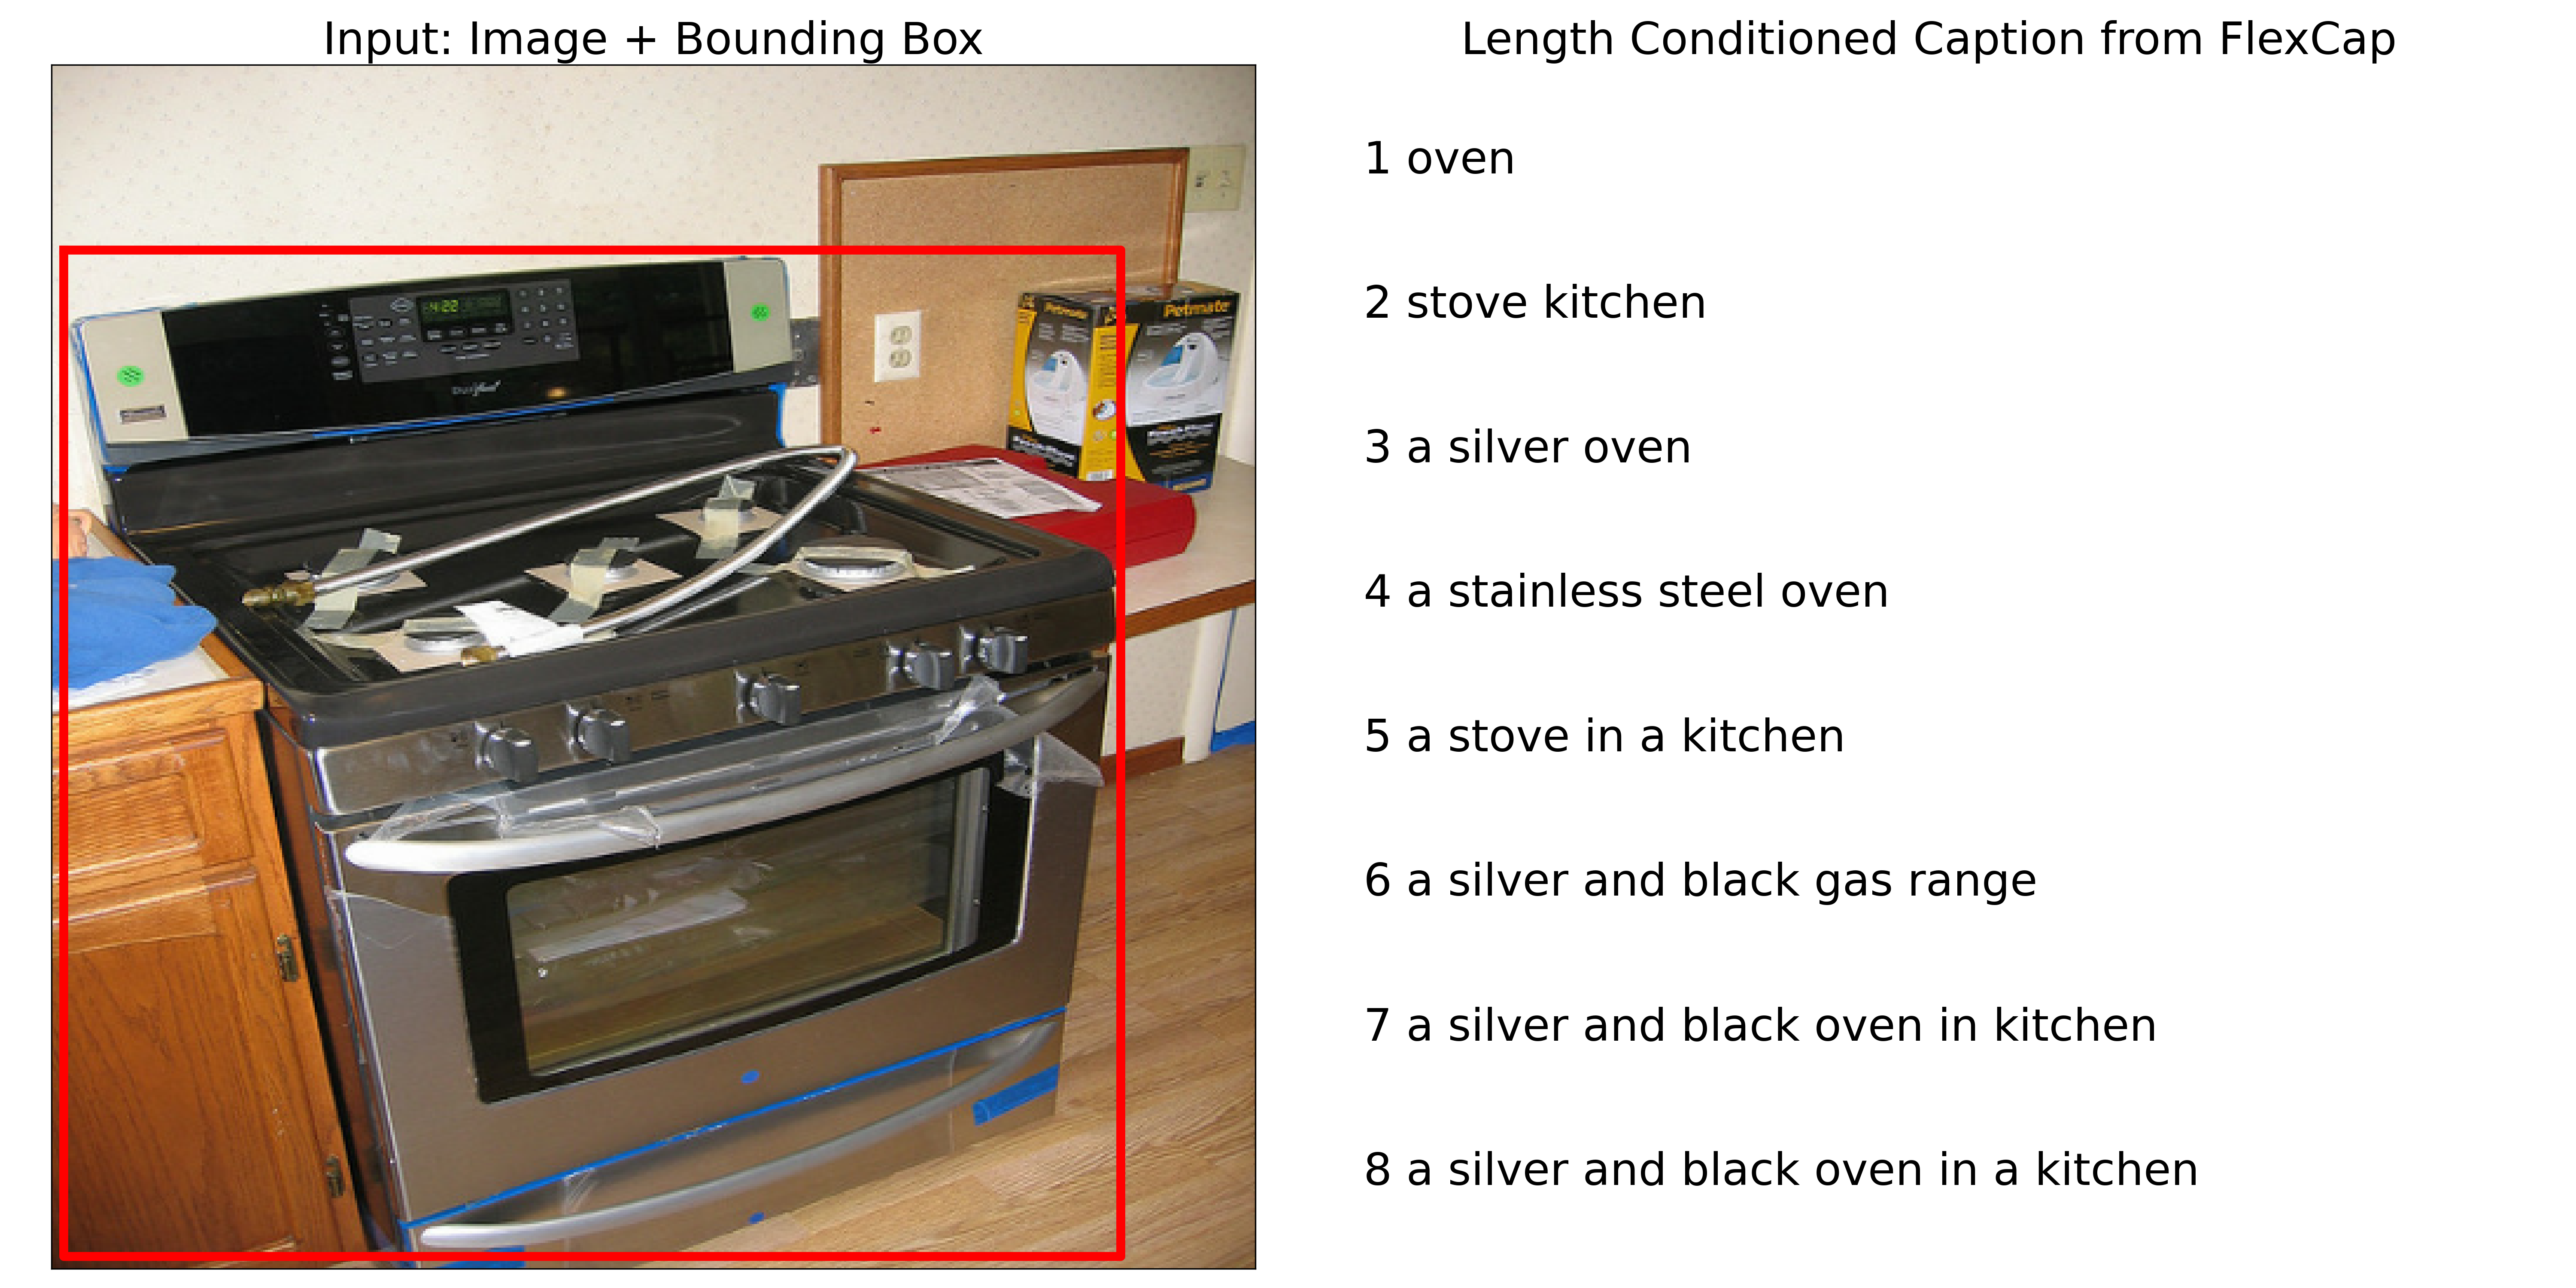 Input: Image + Bounding Box
Length Conditioned Caption from FlexCap
4:22
Petmate
Petmate
1 oven
2 stove kitchen
3 a silver oven
4 a stainless steel oven
5 a stove in a kitchen
6 a silver and black gas range
7 a silver and black oven in kitchen
8 a silver and black oven in a kitchen